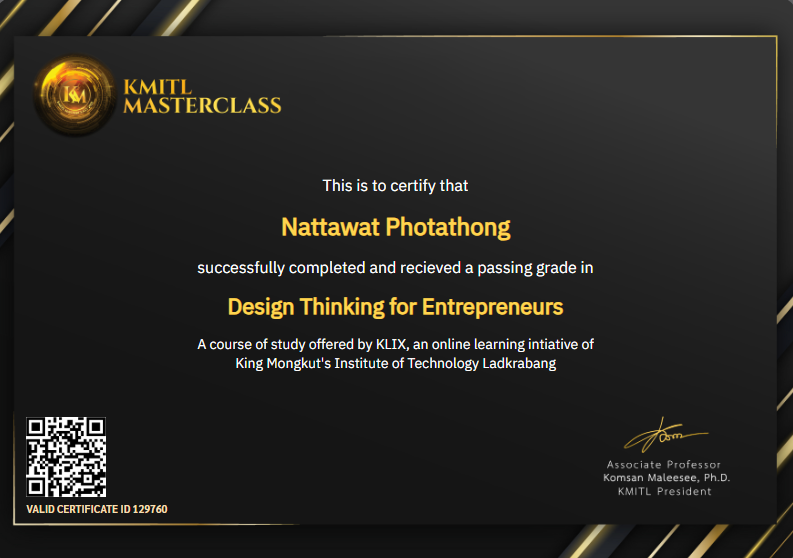 KM
KMITL
MASTERCLASS
This is to certify that
Nattawat Photathong
successfully completed and recieved a passing grade in
Design Thinking for Entrepreneurs
A course of study offered by KLIX, an online learning intiative of
King Mongkut's Institute of Technology Ladkrabang
Associate Professor
Komsan Maleesee, Ph.D.
KMITL President
VALID CERTIFICATE ID 129760